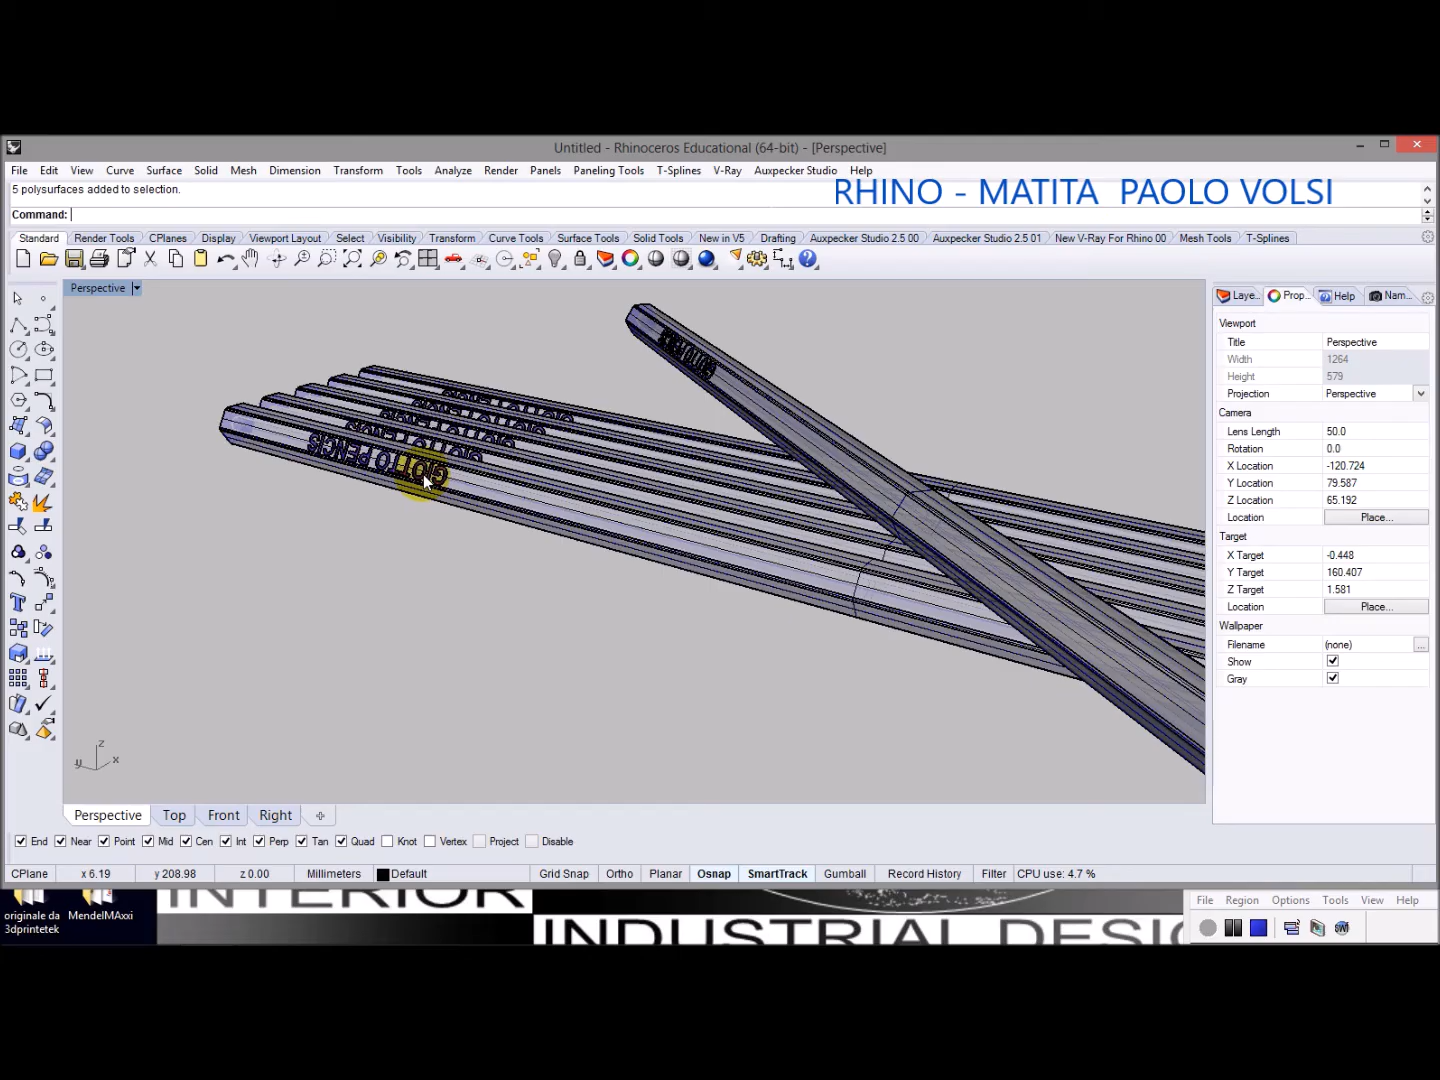 Untitled - Rhinoceros Educational (64-bit) - [Perspective]
File Edit View Curve Surface Solid Mesh Dimension Transform Tools Analyze Render Panels Paneling Tools T-Splines V-Ray Auxpecker Studio Help
5 polysurfaces added to selection.
RHINO - MATITA PAOLO VOLSI
Command:
Standard Render Tools CPlanes Display Viewport Layout Select Visibility Transform Curve Tools Surface Tools Solid Tools New in V5 Drafting Auxpecker Studio 2.5 00 Auxpecker Studio 2.5 01 New V-Ray For Rhino 00 Mesh Tools T-Splines
Perspective
Laye... Prop... Help Nam...
Viewport
Title Perspective
Width 1264
Height 579
Projection Perspective
Camera
Lens Length 50.0
Rotation 0.0
X Location -120.724
Y Location 79.587
Z Location 65.192
Location Place...
Target
X Target -0.448
Y Target 160.407
Z Target 1.581
Location Place...
Wallpaper
Filename (none) ...
Show
Gray
GIOTTO PENCIS
z
y x
Perspective Top Front Right
End Near Point Mid Cen Int Perp Tan Quad Knot Vertex Project Disable
CPlane x 6.19 y 208.98 z 0.00 Millimeters Default Grid Snap Ortho Planar Osnap SmartTrack Gumball Record History Filter CPU use: 4.7 %
originale da 3dprintetek
MendelMAxxi
INTERIOR
INDUSTRIAL DESIG
File Region Options Tools View Help